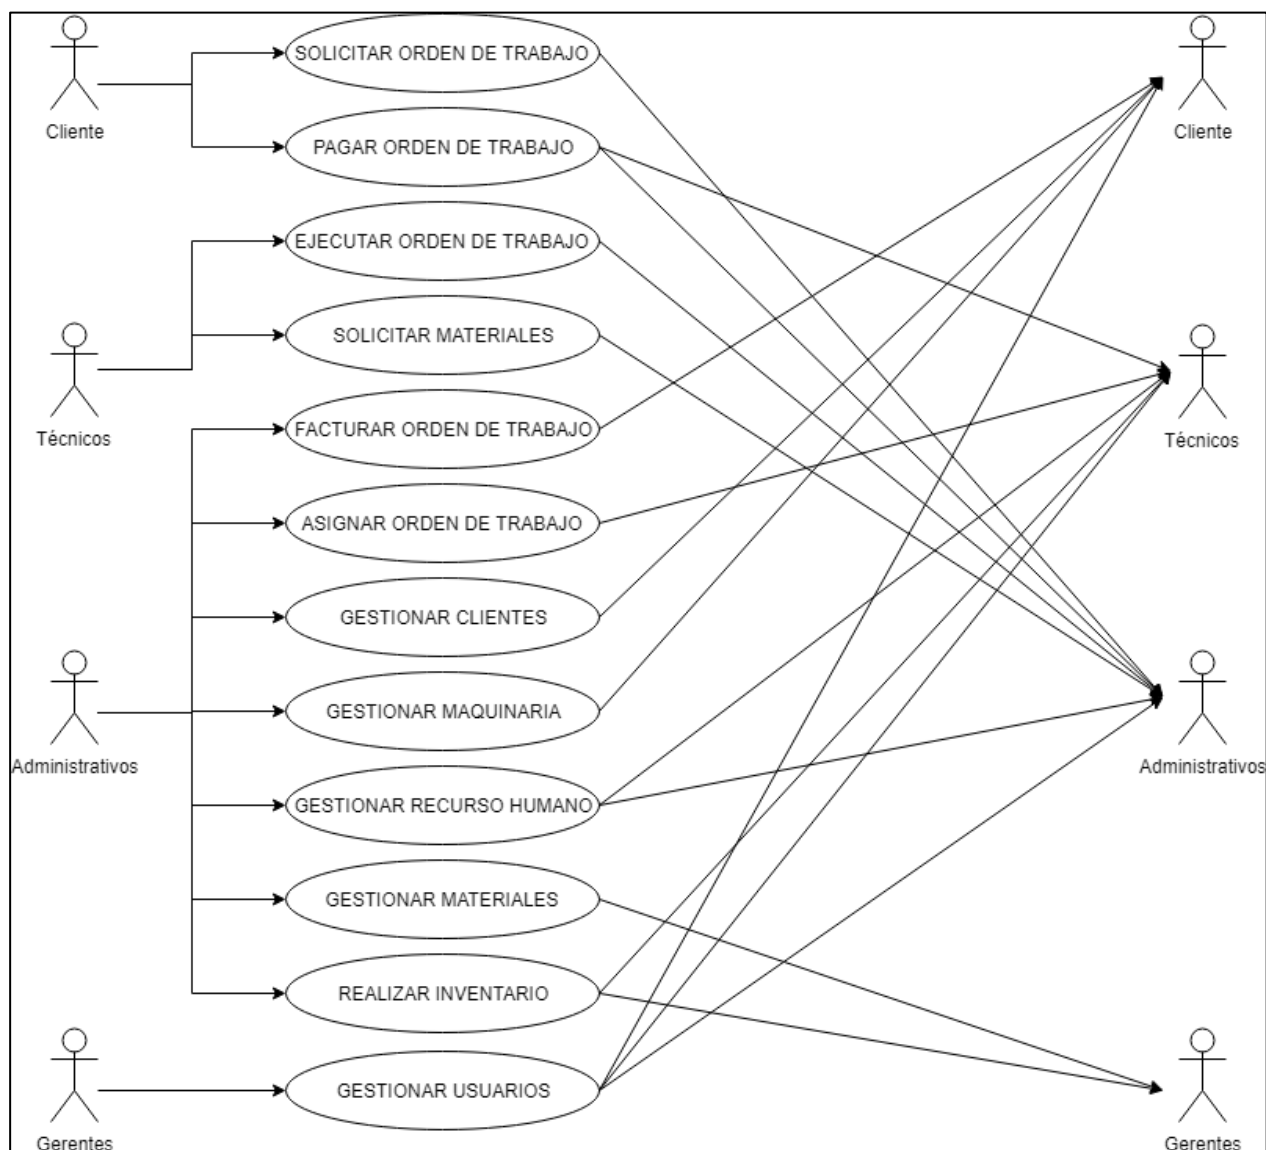 SOLICITAR ORDEN DE TRABAJO
Cliente
Cliente
PAGAR ORDEN DE TRABAJO
EJECUTAR ORDEN DE TRABAJO
SOLICITAR MATERIALES
Técnicos
Técnicos
FACTURAR ORDEN DE TRABAJO
ASIGNAR ORDEN DE TRABAJO
GESTIONAR CLIENTES
GESTIONAR MAQUINARIA
Administrativos
Administrativos
GESTIONAR RECURSO HUMANO
GESTIONAR MATERIALES
REALIZAR INVENTARIO
GESTIONAR USUARIOS
Gerentes
Gerentes